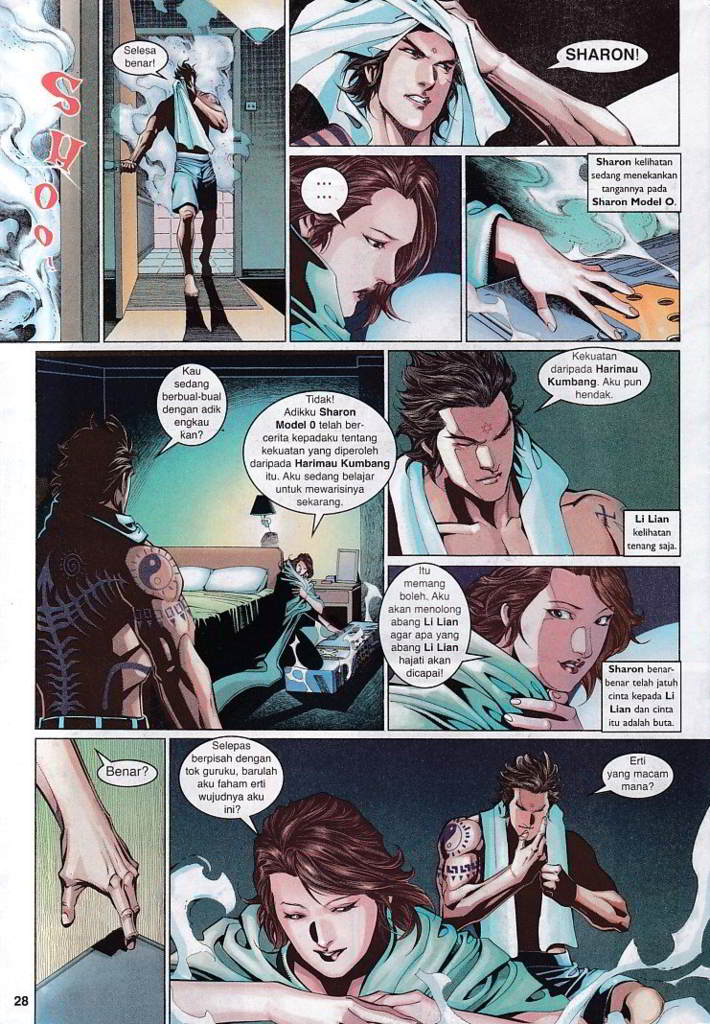 SHOO!
Selesa
benar!
SHARON!
...
...
Sharon kelihatan
sedang menekankan
tangannya pada
Sharon Model O.
Kau
sedang
berbual-bual
dengan adik
engkau
kan?
Tidak!
Adikku Sharon
Model 0 telah ber-
cerita kepadaku tentang
kekuatan yang diperoleh
daripada Harimau Kumbang
itu. Aku sedang belajar
untuk mewarisinya
sekarang.
Kekuatan
daripada Harimau
Kumbang. Aku pun
hendak.
Li Lian
kelihatan
tenang saja.
Itu
memang
boleh. Aku
akan menolong
abang Li Lian
agar apa yang
abang Li Lian
hajati akan
dicapai!
Sharon benar-
benar telah jatuh
cinta kepada Li
Lian dan cinta
itu adalah buta.
Benar?
Selepas
berpisah dengan
tok guruku, barulah
aku faham erti
wujudnya aku
ini?
Erti
yang macam
mana?
28